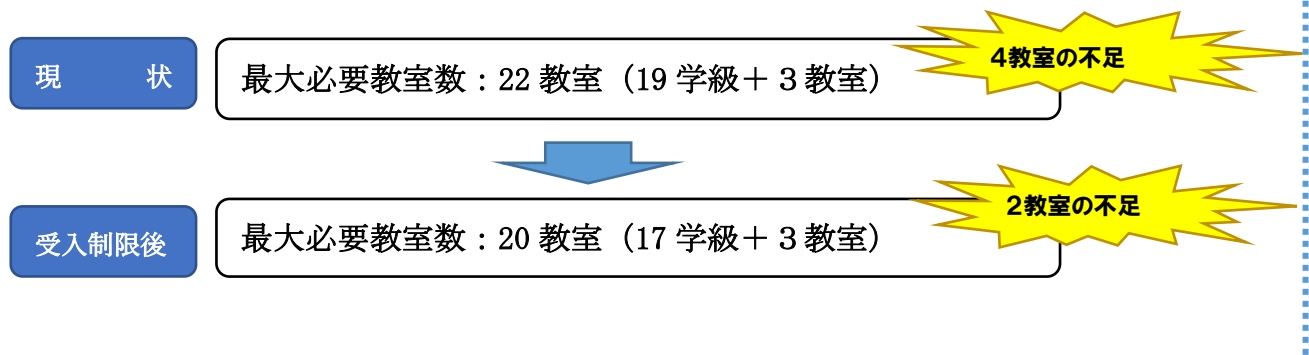 4教室の不足
現　　　状
最大必要教室数：22 教室（19 学級＋３教室）
2教室の不足
受入制限後
最大必要教室数：20 教室（17 学級＋３教室）